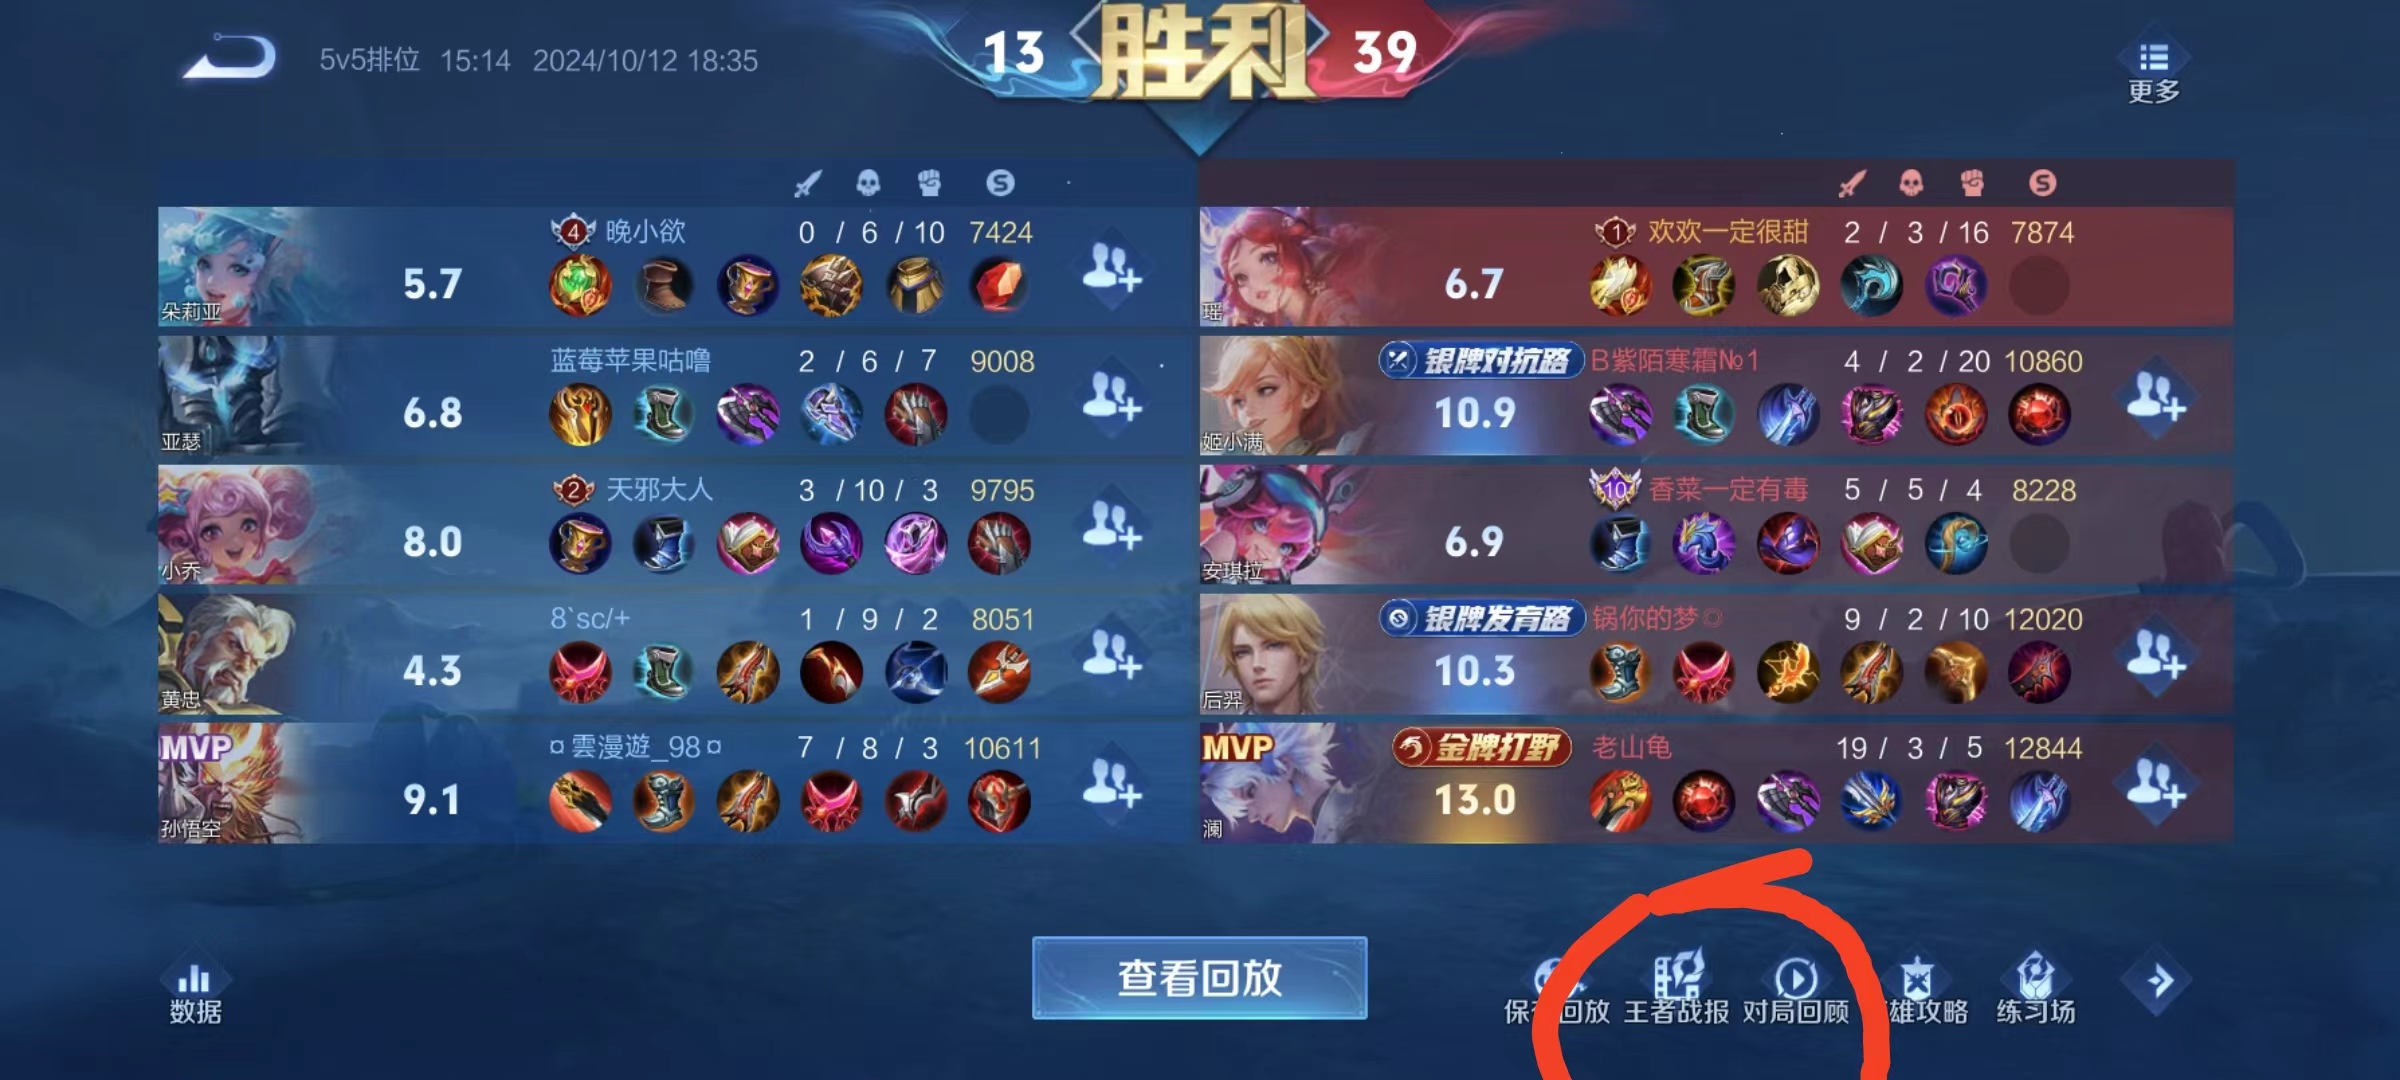 5v5排位 15:14 2024/10/12 18:35
13 胜利 39
更多
4 晚小欲 0 / 6 / 10 7424
5.7
朵莉亚
蓝莓苹果咕噜 2 / 6 / 7 9008
6.8
亚瑟
2 天邪大人 3 / 10 / 3 9795
8.0
小乔
8`sc/+ 1 / 9 / 2 8051
4.3
黄忠
MVP ¤雲漫遊_98¤ 7 / 8 / 3 10611
9.1
孙悟空
1 欢欢一定很甜 2 / 3 / 16 7874
6.7
瑶
银牌对抗路 B紫陌寒霜№1 4 / 2 / 20 10860
10.9
姬小满
10 香菜一定有毒 5 / 5 / 4 8228
6.9
安琪拉
银牌发育路 锅你的梦◎ 9 / 2 / 10 12020
10.3
后羿
MVP 金牌打野 老山龟 19 / 3 / 5 12844
13.0
澜
数据
查看回放
保 回放 王者战报 对局回顾 雄攻略 练习场